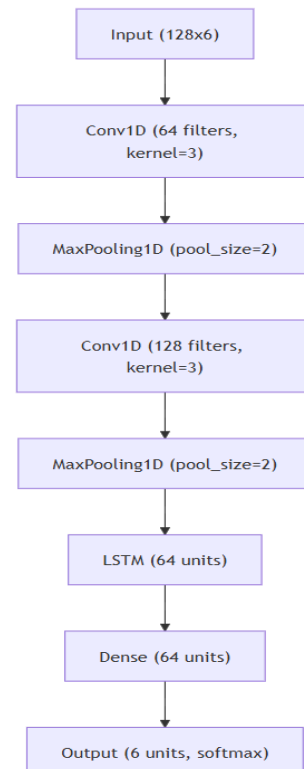 Input (128x6)
Conv1D (64 filters,
kernel=3)
MaxPooling1D (pool_size=2)
Conv1D (128 filters,
kernel=3)
MaxPooling1D (pool_size=2)
LSTM (64 units)
Dense (64 units)
Output (6 units, softmax)